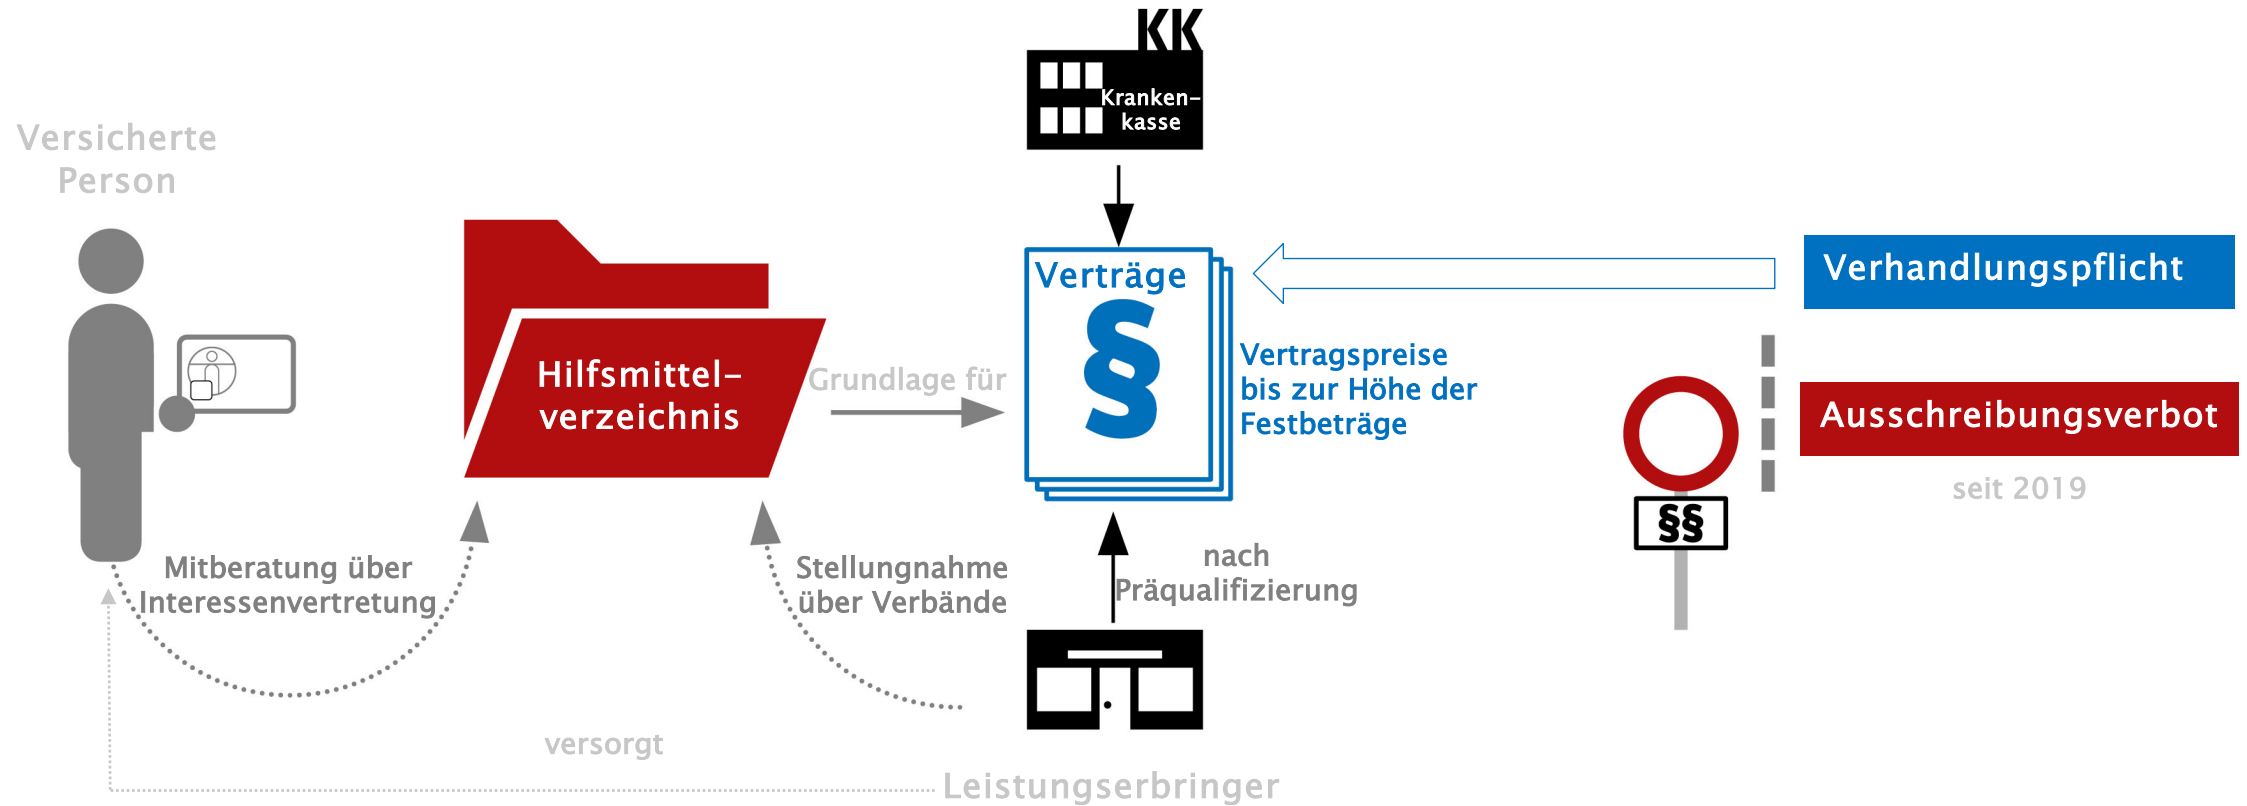 KK
Kranken-
kasse
Versicherte
Person
Verträge
§
Verhandlungspflicht
Hilfsmittel-
verzeichnis
Grundlage für
Vertragspreise
bis zur Höhe der
Festbeträge
Ausschreibungsverbot
seit 2019
§§
Mitberatung über
Interessenvertretung
Stellungnahme
über Verbände
nach
Präqualifizierung
versorgt
Leistungserbringer